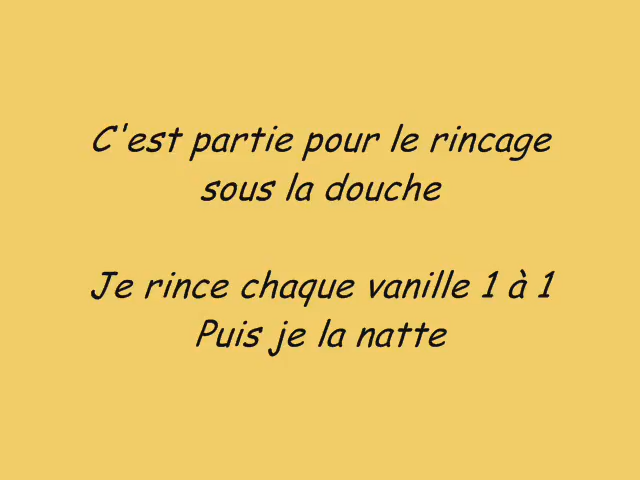 C'est partie pour le rincage
sous la douche
Je rince chaque vanille 1 à 1
Puis je la natte